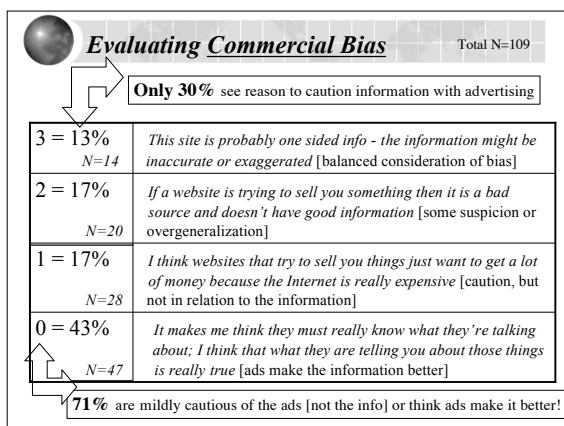 Evaluating Commercial Bias
Total N=109
Only 30% see reason to caution information with advertising
3 = 13%
N=14
This site is probably one sided info - the information might be
inaccurate or exaggerated [balanced consideration of bias]
2 = 17%
N=20
If a website is trying to sell you something then it is a bad
source and doesn't have good information [some suspicion or
overgeneralization]
1 = 17%
N=28
I think websites that try to sell you things just want to get a lot
of money because the Internet is really expensive [caution, but
not in relation to the information]
0 = 43%
N=47
It makes me think they must really know what they're talking
about; I think that what they are telling you about those things
is really true [ads make the information better]
71% are mildly cautious of the ads [not the info] or think ads make it better!